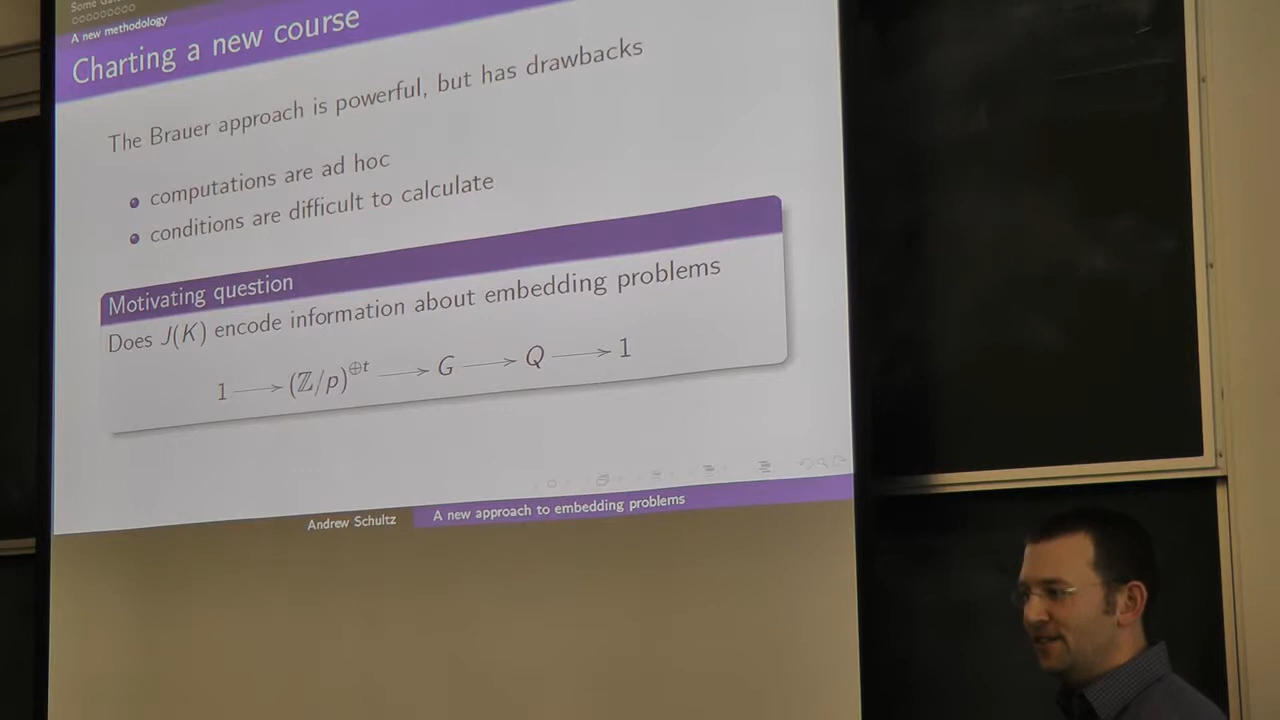 Some
A new methodology
Charting a new course
The Brauer approach is powerful, but has drawbacks
computations are ad hoc
conditions are difficult to calculate
Motivating question
Does J(K) encode information about embedding problems
1 ⟶ (ℤ/p)^{⊕t} ⟶ G ⟶ Q ⟶ 1
Andrew Schultz A new approach to embedding problems